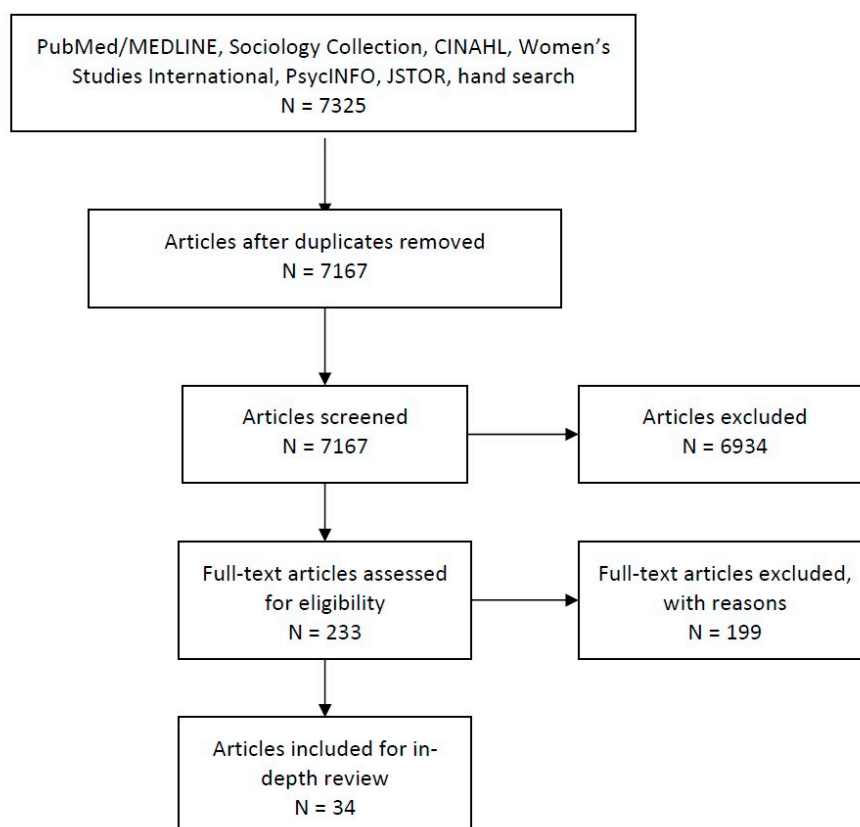 PubMed/MEDLINE, Sociology Collection, CINAHL, Women's
Studies International, PsycINFO, JSTOR, hand search
N = 7325
Articles after duplicates removed
N = 7167
Articles screened
N = 7167
Articles excluded
N = 6934
Full-text articles assessed
for eligibility
N = 233
Full-text articles excluded,
with reasons
N = 199
Articles included for in-
depth review
N = 34